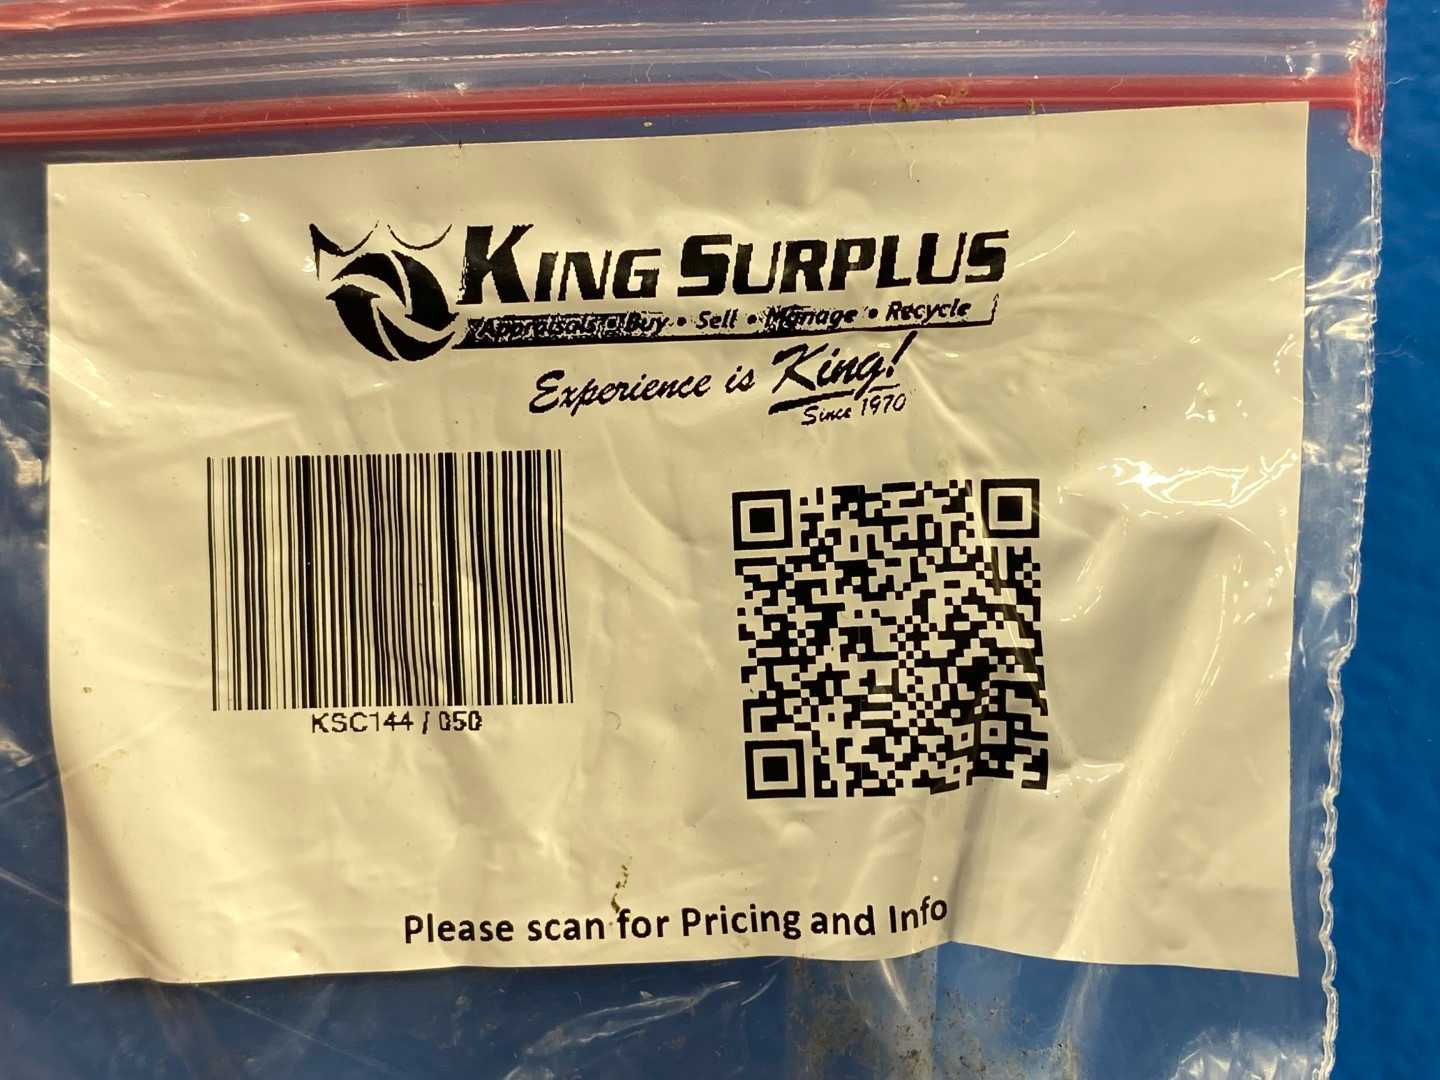 KING SURPLUS
Appraisals • Buy • Sell • Manage • Recycle
Experience is King!
Since 1970
KSC144 / 050
Please scan for Pricing and Info